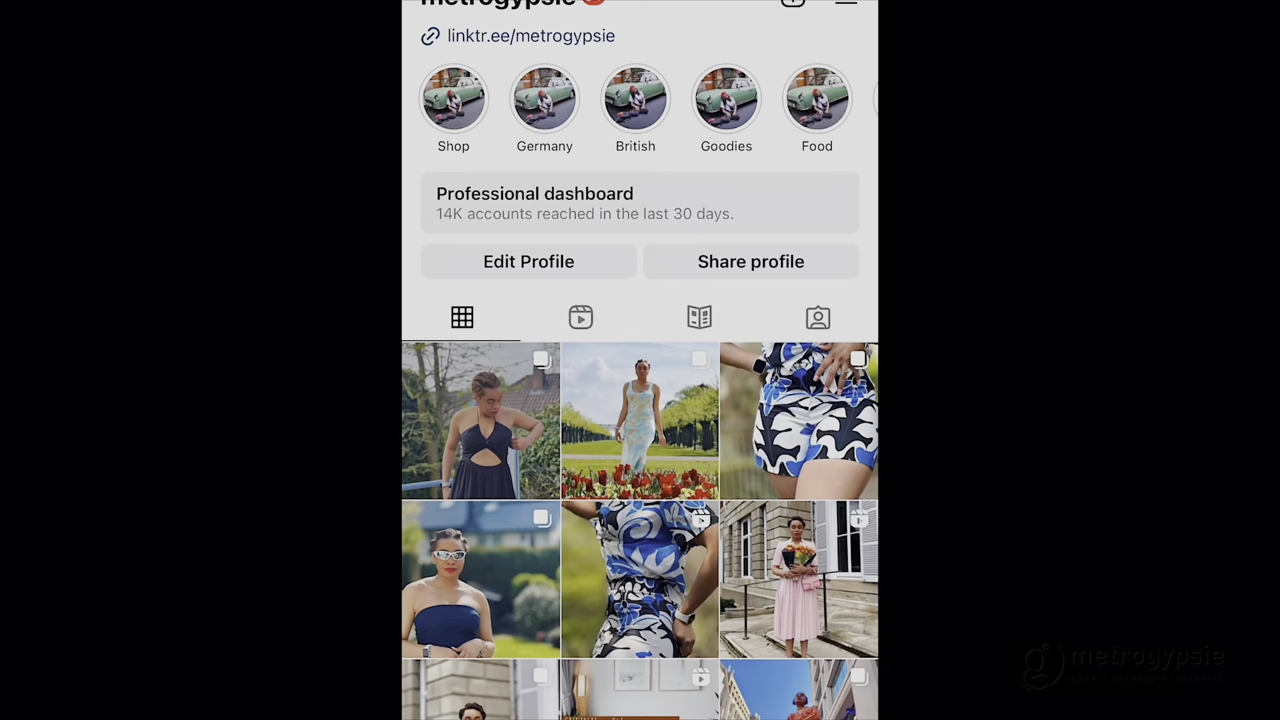 metrogypsie
linktr.ee/metrogypsie
Shop
Germany
British
Goodies
Food
Professional dashboard
14K accounts reached in the last 30 days.
Edit Profile
Share profile
metrogypsie